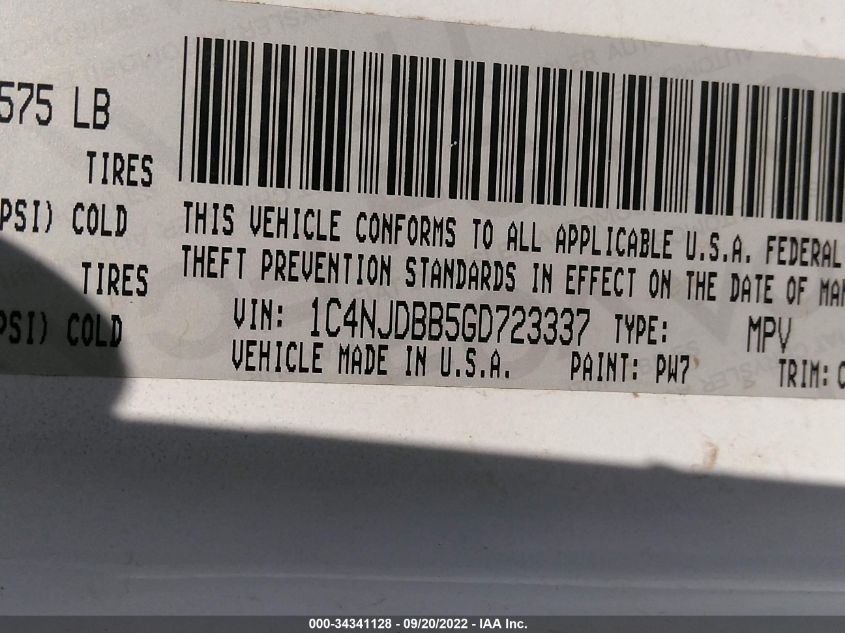 575 LB
TIRES
PSI) COLD
TIRES
PSI) COLD
THIS VEHICLE CONFORMS TO ALL APPLICABLE U.S.A. FEDERAL
THEFT PREVENTION STANDARDS IN EFFECT ON THE DATE OF MAN
VIN: 1C4NJDBB5GD723337 TYPE: MPV
VEHICLE MADE IN U.S.A. PAINT: PW7 TRIM: C
000-34341128 - 09/20/2022 - IAA Inc.